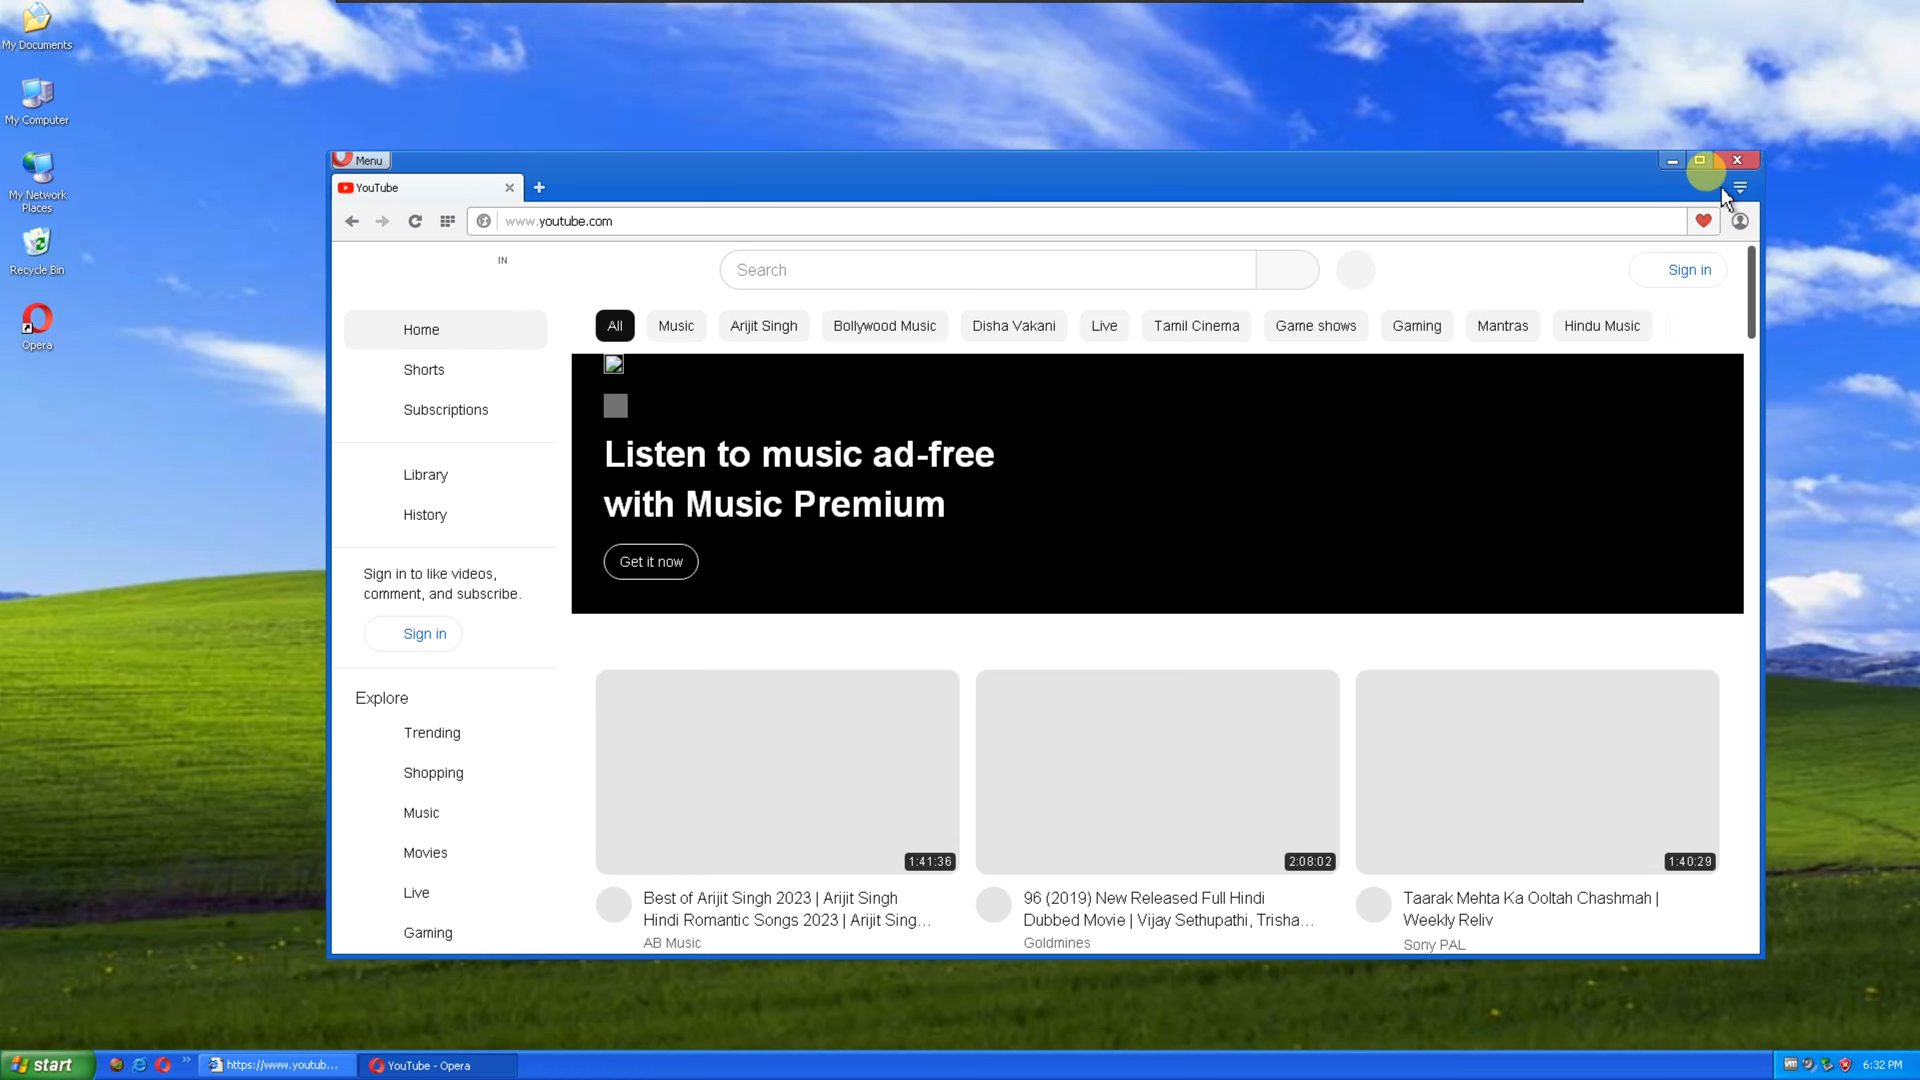 My Documents
My Computer
My Network
Places
Recycle Bin
Opera
Menu
YouTube
www.youtube.com
IN
Search
Sign in
Home
Shorts
Subscriptions
Library
History
Sign in to like videos,
comment, and subscribe.
Sign in
Explore
Trending
Shopping
Music
Movies
Live
Gaming
All
Music
Arijit Singh
Bollywood Music
Disha Vakani
Live
Tamil Cinema
Game shows
Gaming
Mantras
Hindu Music
Listen to music ad-free
with Music Premium
Get it now
1:41:36
Best of Arijit Singh 2023 | Arijit Singh
Hindi Romantic Songs 2023 | Arijit Sing...
AB Music
2:08:02
96 (2019) New Released Full Hindi
Dubbed Movie | Vijay Sethupathi, Trisha...
Goldmines
1:40:29
Taarak Mehta Ka Ooltah Chashmah |
Weekly Reliv
Sony PAL
start
https://www.youtub...
YouTube - Opera
6:32 PM